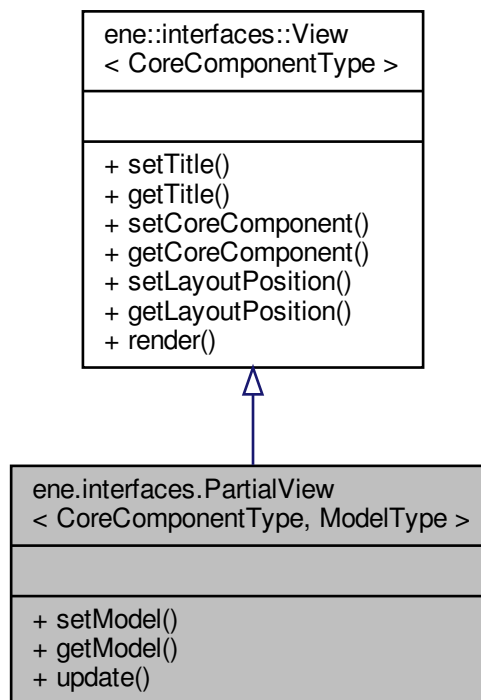 ene::interfaces::View
< CoreComponentType >
+ setTitle()
+ getTitle()
+ setCoreComponent()
+ getCoreComponent()
+ setLayoutPosition()
+ getLayoutPosition()
+ render()
ene.interfaces.PartialView
< CoreComponentType, ModelType >
+ setModel()
+ getModel()
+ update()